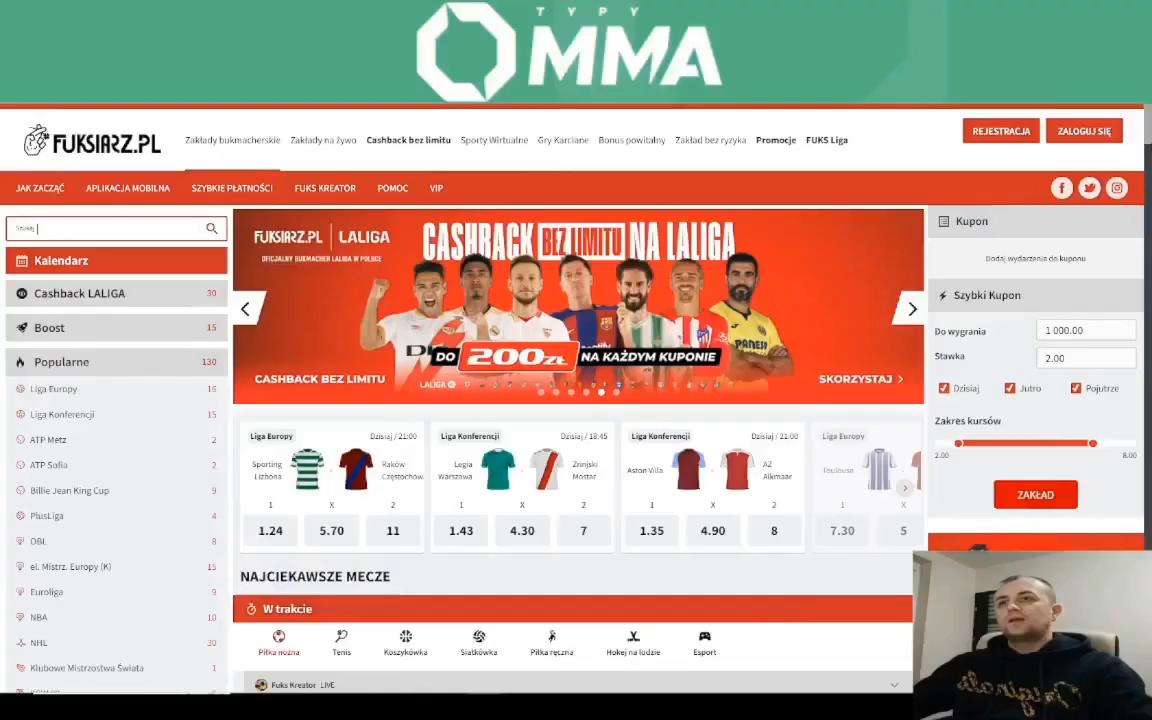 TYPY
MMA
FUKSIARZ.PL
Zakłady bukmacherskie Zakłady na żywo Cashback bez limitu Sporty Wirtualne Gry Karciane Bonus powitalny Zakład bez ryzyka Promocje FUKS Liga
REJESTRACJA ZALOGUJ SIĘ
JAK ZACZĄĆ APLIKACJA MOBILNA SZYBKIE PŁATNOŚCI FUKS KREATOR POMOC VIP
Szukaj
Kalendarz
Cashback LALIGA 30
Boost 15
Popularne 130
Liga Europy 16
Liga Konferencji 15
ATP Metz 2
ATP Sofia 2
Billie Jean King Cup 9
PlusLiga 4
OBL 8
el. Mistrz. Europy (K) 15
Euroliga 9
NBA 10
NHL 30
Klubowe Mistrzostwa Świata 1
FUKSIARZ.PL LALIGA
OFICJALNY BUKMACHER LALIGA W POLSCE
CASHBACK BEZ LIMITU NA LALIGA
DO 200ZŁ NA KAŻDYM KUPONIE
CASHBACK BEZ LIMITU
LALIGA
SKORZYSTAJ
Liga Europy Dzisiaj / 21:00
Sporting Lizbona - Raków Częstochowa
1 X 2
1.24 5.70 11
Liga Konferencji Dzisiaj / 18:45
Legia Warszawa - Zrinjski Mostar
1 X 2
1.43 4.30 7
Liga Konferencji Dzisiaj / 21:00
Aston Villa - AZ Alkmaar
1 X 2
1.35 4.90 8
Liga Europy
Toulouse
1 X
7.30 5
NAJCIEKAWSZE MECZE
W trakcie
Piłka nożna Tenis Koszykówka Siatkówka Piłka ręczna Hokej na lodzie Esport
Fuks Kreator LIVE
Kupon
Dodaj wydarzenie do kuponu
Szybki Kupon
Do wygrania 1 000.00
Stawka 2.00
Dzisiaj Jutro Pojutrze
Zakres kursów
2.00 8.00
ZAKŁAD